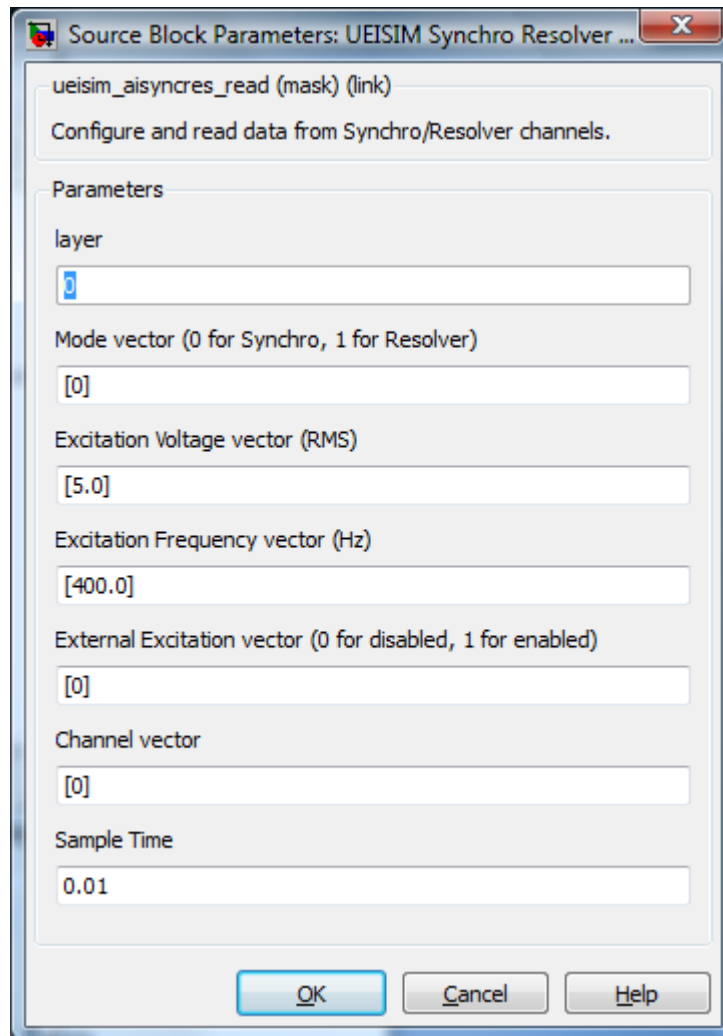 Source Block Parameters: UEISIM Synchro Resolver ...
ueisim_aisyncres_read (mask) (link)
Configure and read data from Synchro/Resolver channels.
Parameters
layer
0
Mode vector (0 for Synchro, 1 for Resolver)
[0]
Excitation Voltage vector (RMS)
[5.0]
Excitation Frequency vector (Hz)
[400.0]
External Excitation vector (0 for disabled, 1 for enabled)
[0]
Channel vector
[0]
Sample Time
0.01
OK Cancel Help